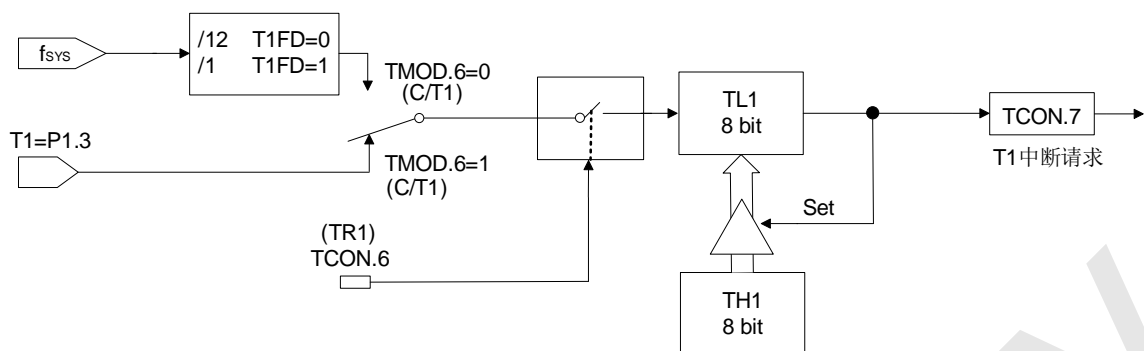 fSYS
/12 T1FD=0
/1 T1FD=1
TMOD.6=0
(C/T1)
T1=P1.3
TMOD.6=1
(C/T1)
(TR1)
TCON.6
TL1
8 bit
TCON.7
T1中断请求
Set
TH1
8 bit